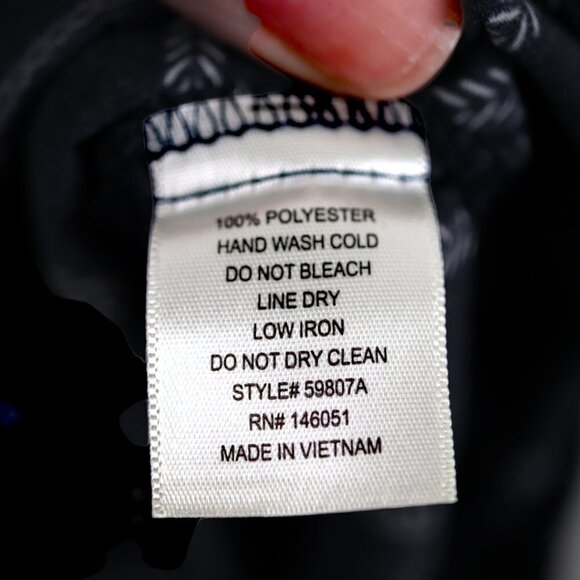 100% POLYESTER
HAND WASH COLD
DO NOT BLEACH
LINE DRY
LOW IRON
DO NOT DRY CLEAN
STYLE# 59807A
RN# 146051
MADE IN VIETNAM